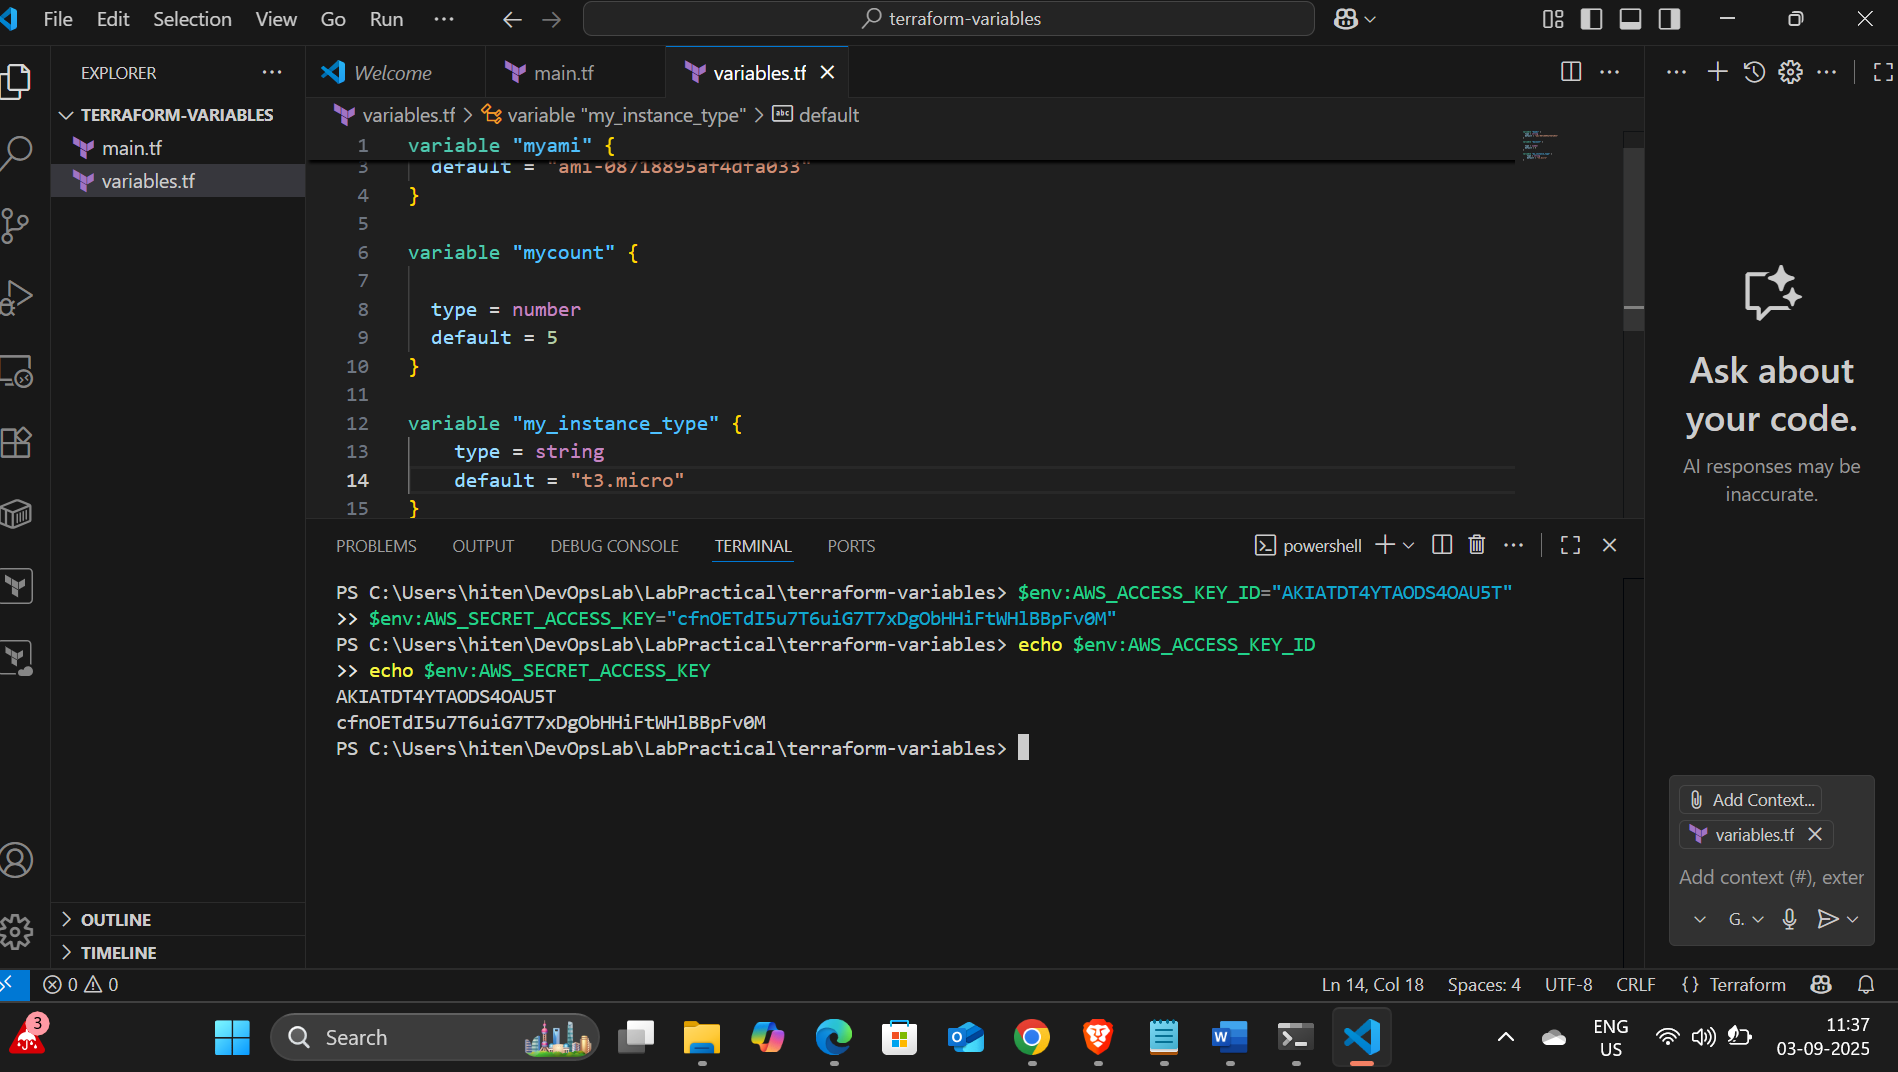 File Edit Selection View Go Run ···
terraform-variables
EXPLORER
TERRAFORM-VARIABLES
main.tf
variables.tf
OUTLINE
TIMELINE
Welcome main.tf variables.tf
variables.tf > variable "my_instance_type" > abc default
1 variable "myami" {
3 default = "ami-08718895af4dfa033"
4 }
5
6 variable "mycount" {
7
8 type = number
9 default = 5
10 }
11
12 variable "my_instance_type" {
13 type = string
14 default = "t3.micro"
15 }
PROBLEMS OUTPUT DEBUG CONSOLE TERMINAL PORTS
powershell
PS C:\Users\hiten\DevOpsLab\LabPractical\terraform-variables> $env:AWS_ACCESS_KEY_ID="AKIATDT4YTAODS4OAU5T"
>> $env:AWS_SECRET_ACCESS_KEY="cfnOETdI5u7T6uiG7T7xDgObHHiFtWHlBBpFv0M"
PS C:\Users\hiten\DevOpsLab\LabPractical\terraform-variables> echo $env:AWS_ACCESS_KEY_ID
>> echo $env:AWS_SECRET_ACCESS_KEY
AKIATDT4YTAODS4OAU5T
cfnOETdI5u7T6uiG7T7xDgObHHiFtWHlBBpFv0M
PS C:\Users\hiten\DevOpsLab\LabPractical\terraform-variables>
Ask about
your code.
AI responses may be
inaccurate.
Add Context...
variables.tf
Add context (#), exter
G.
0 0
Ln 14, Col 18 Spaces: 4 UTF-8 CRLF {} Terraform
3
Search
ENG
US
11:37
03-09-2025